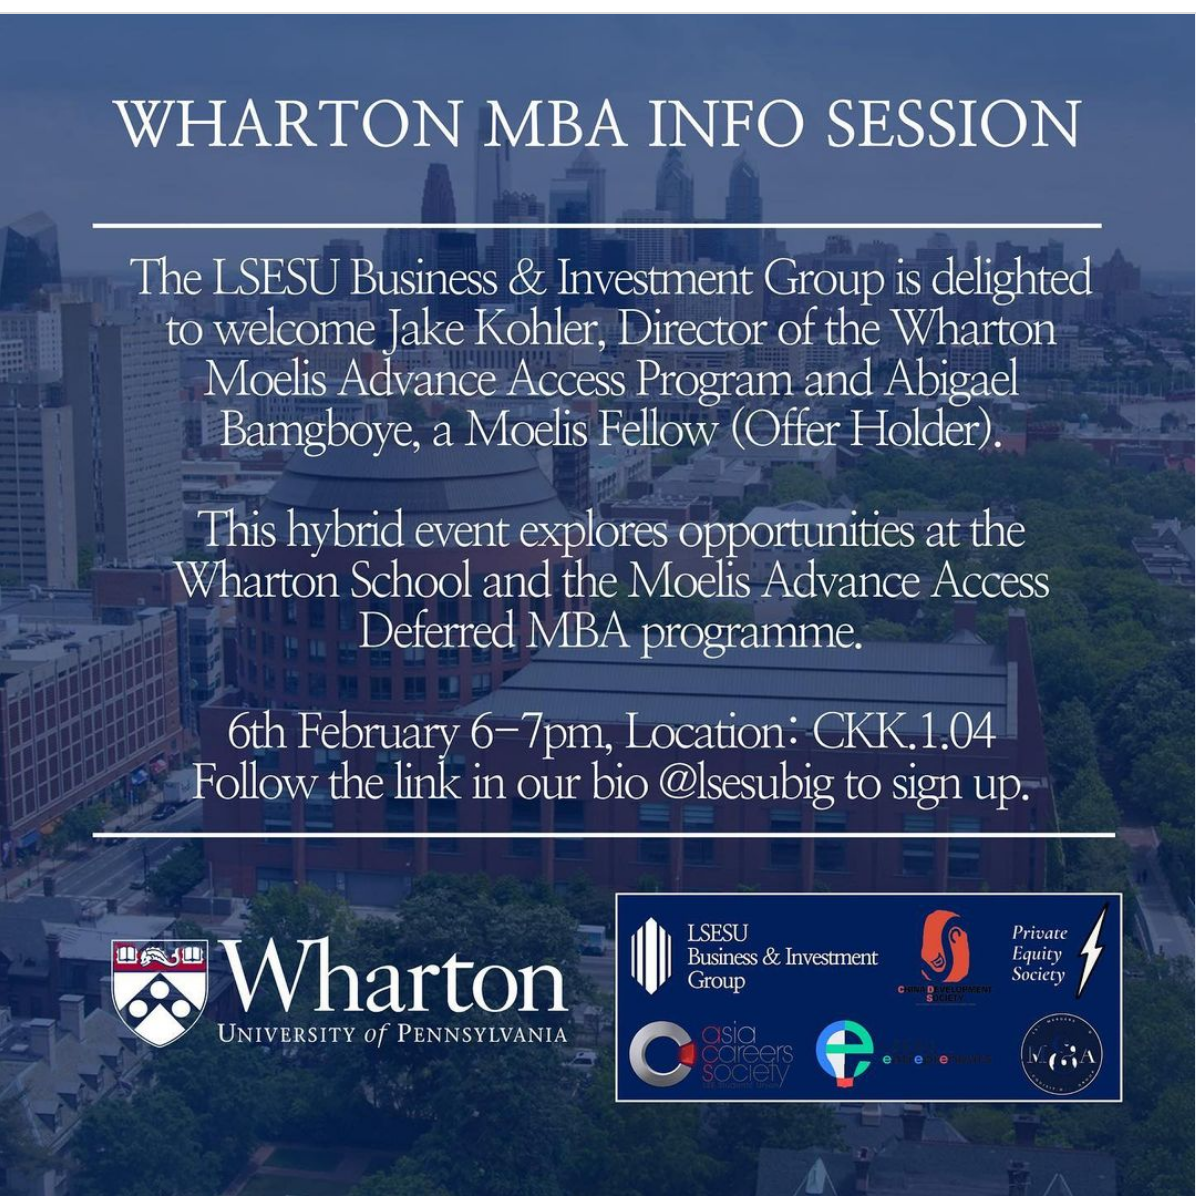 WHARTON MBA INFO SESSION
The LSESU Business & Investment Group is delighted
to welcome Jake Kohler, Director of the Wharton
Moelis Advance Access Program and Abigael
Bamgboye, a Moelis Fellow (Offer Holder).
This hybrid event explores opportunities at the
Wharton School and the Moelis Advance Access
Deferred MBA programme.
6th February 6-7pm, Location: CKK.1.04
Follow the link in our bio @lsesubig to sign up.
Wharton
UNIVERSITY of PENNSYLVANIA
LSESU
Business & Investment
Group
CHINA DEVELOPMENT
SOCIETY
Private
Equity
Society
asia
careers
society
M&A